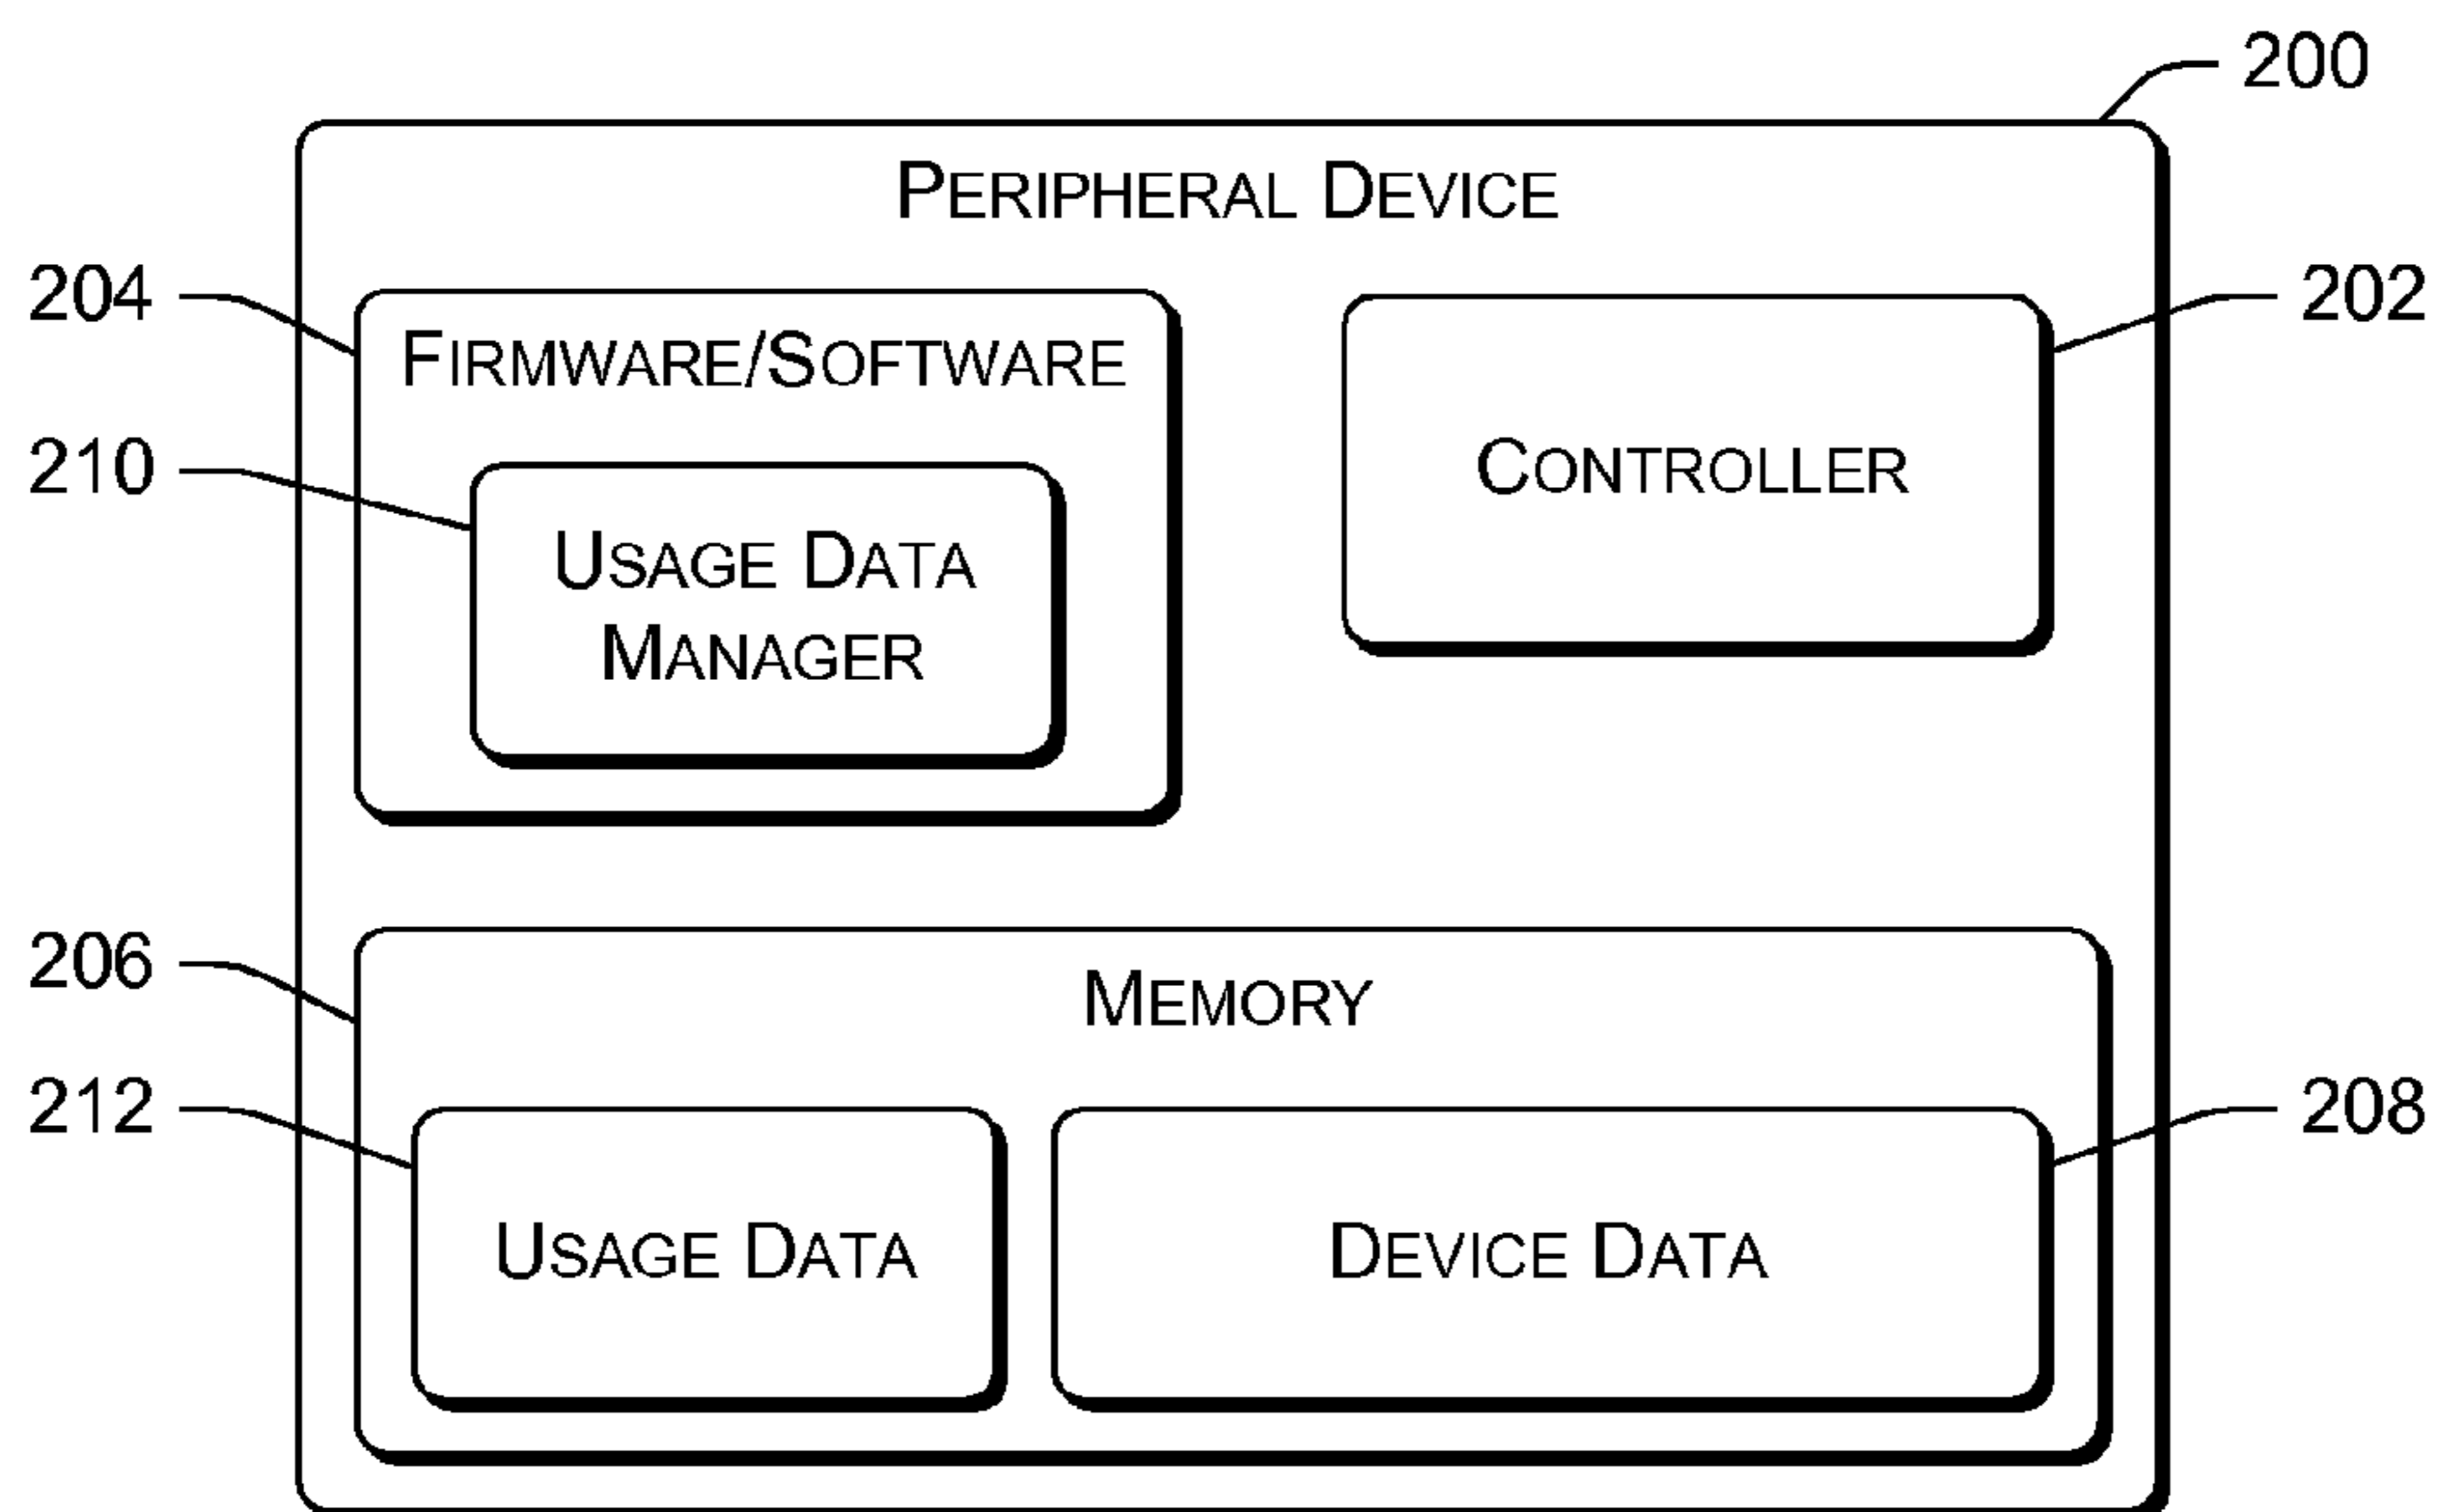 200
PERIPHERAL DEVICE
204
202
FIRMWARE/SOFTWARE
210
CONTROLLER
USAGE DATA
MANAGER
206
MEMORY
212
208
USAGE DATA
DEVICE DATA